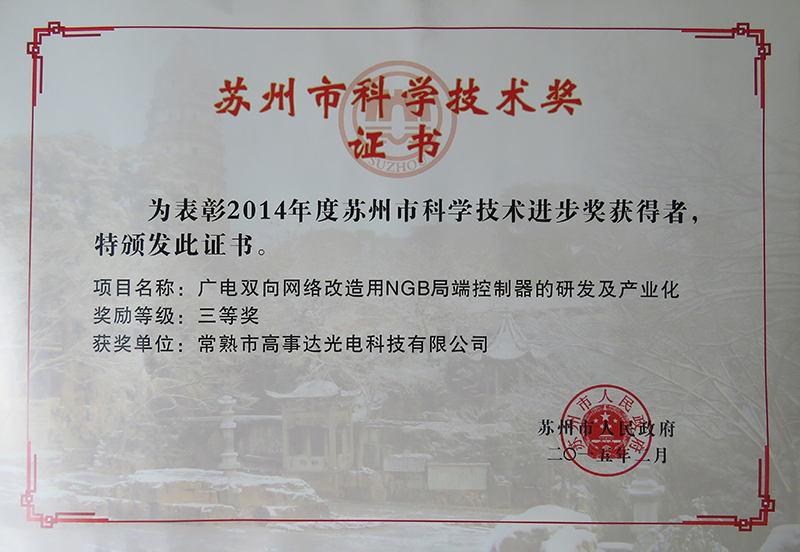 苏州市科学技术奖
证书
SUZHOU
为表彰2014年度苏州市科学技术进步奖获得者，
特颁发此证书。
项目名称：广电双向网络改造用NGB局端控制器的研发及产业化
奖励等级：三等奖
获奖单位：常熟市高事达光电科技有限公司
苏州市人民政府
苏州市人民政府
二〇一五年二月